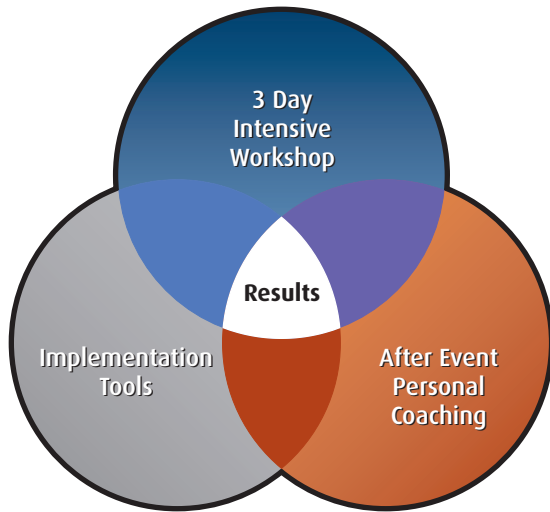 3 Day
Intensive
Workshop
Results
Implementation
Tools
After Event
Personal
Coaching